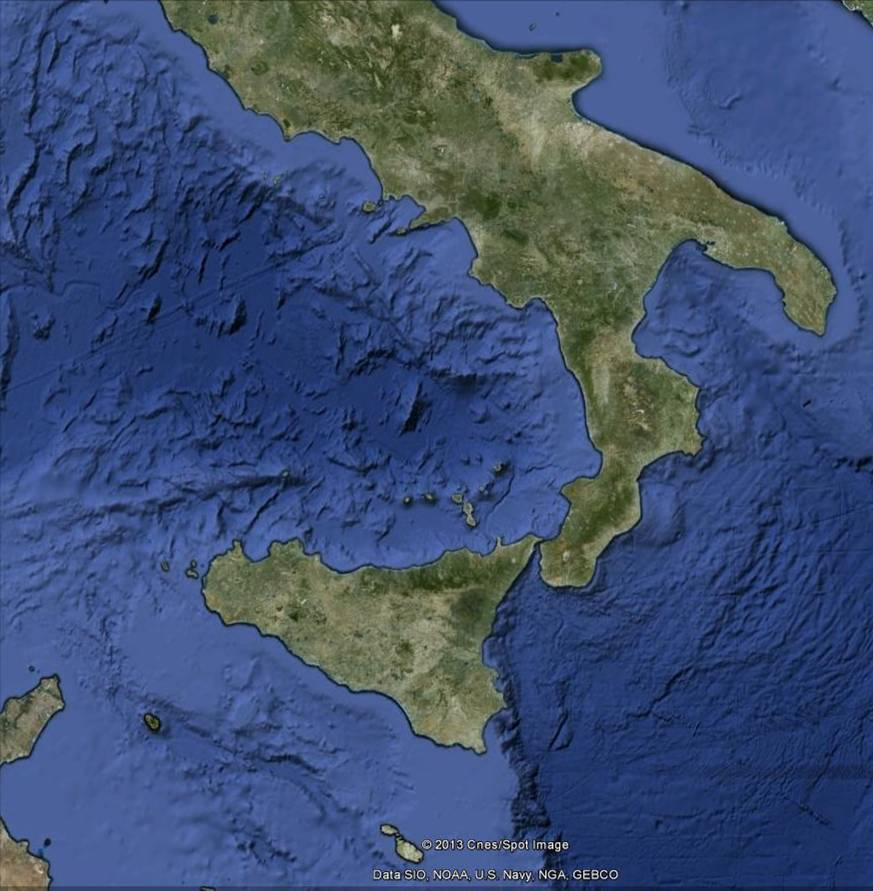 © 2013 Cnes/Spot Image
Data SIO, NOAA, U.S. Navy, NGA, GEBCO